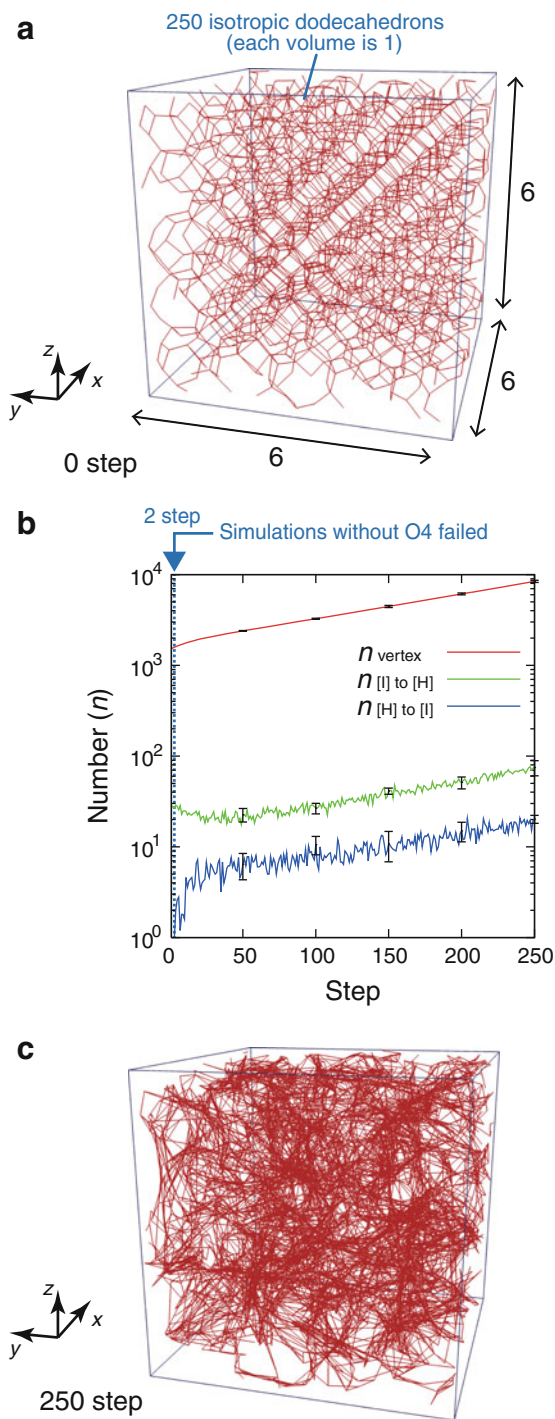 a
250 isotropic dodecahedrons
(each volume is 1)
6
6
6
z
x
y
0 step
b
2 step
Simulations without O4 failed
10^4
10^3
10^2
10^1
10^0
Number (n)
n vertex
n [I] to [H]
n [H] to [I]
0
50
100
150
200
250
Step
c
z
x
y
250 step